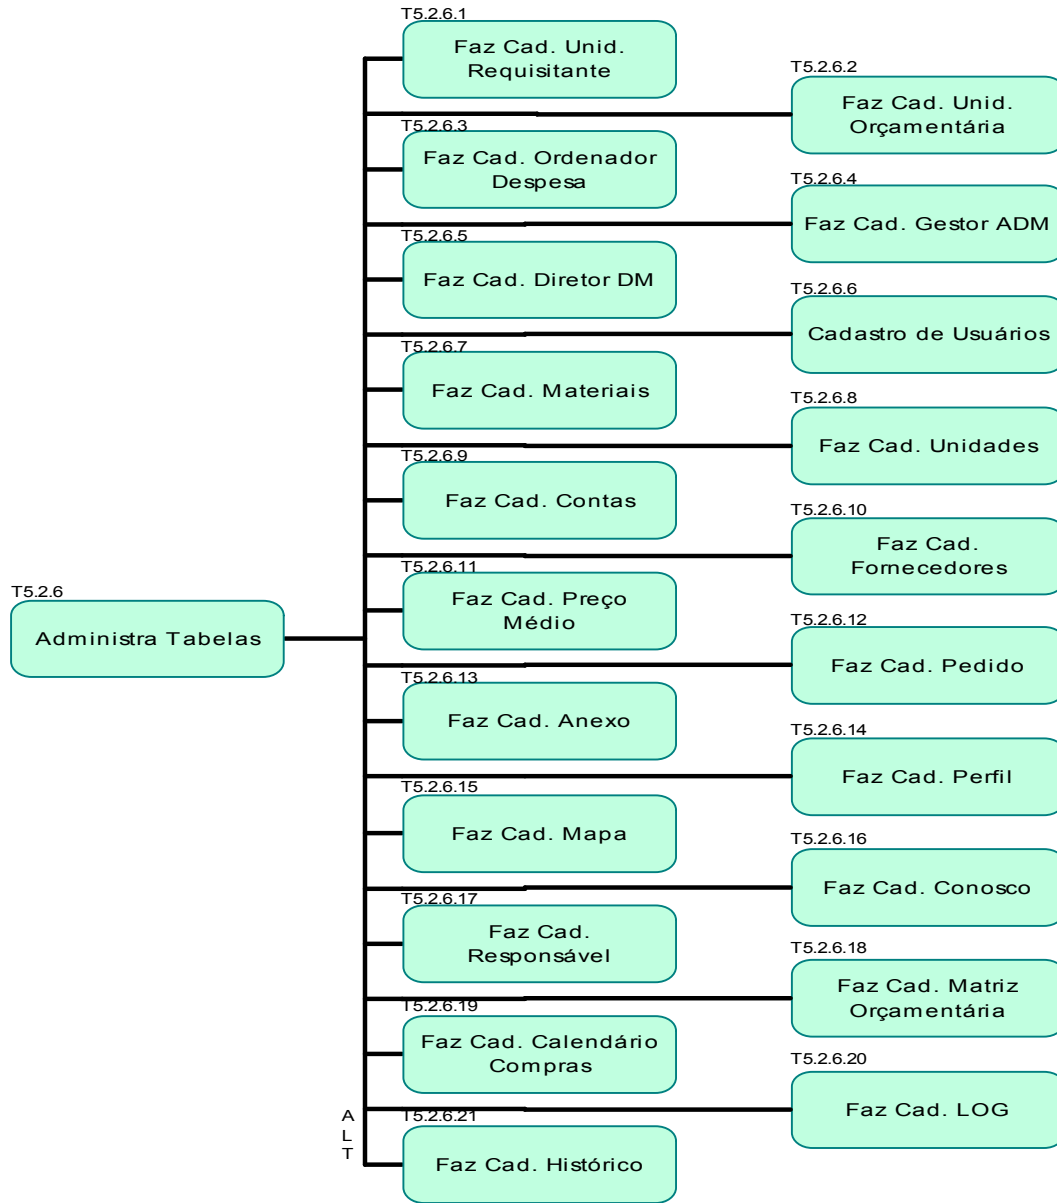 T5.2.6.1
Faz Cad. Unid.
Requisitante
T5.2.6.2
Faz Cad. Unid.
Orçamentária
T5.2.6.3
Faz Cad. Ordenador
Despesa
T5.2.6.4
Faz Cad. Gestor ADM
T5.2.6.5
Faz Cad. Diretor DM
T5.2.6.6
Cadastro de Usuários
T5.2.6.7
Faz Cad. Materiais
T5.2.6.8
Faz Cad. Unidades
T5.2.6.9
Faz Cad. Contas
T5.2.6.10
Faz Cad.
Fornecedores
T5.2.6.11
Faz Cad. Preço
Médio
T5.2.6
Administra Tabelas
T5.2.6.12
Faz Cad. Pedido
T5.2.6.13
Faz Cad. Anexo
T5.2.6.14
Faz Cad. Perfil
T5.2.6.15
Faz Cad. Mapa
T5.2.6.16
Faz Cad. Conosco
T5.2.6.17
Faz Cad.
Responsável
T5.2.6.18
Faz Cad. Matriz
Orçamentária
T5.2.6.19
Faz Cad. Calendário
Compras
T5.2.6.20
Faz Cad. LOG
A
L
T
T5.2.6.21
Faz Cad. Histórico